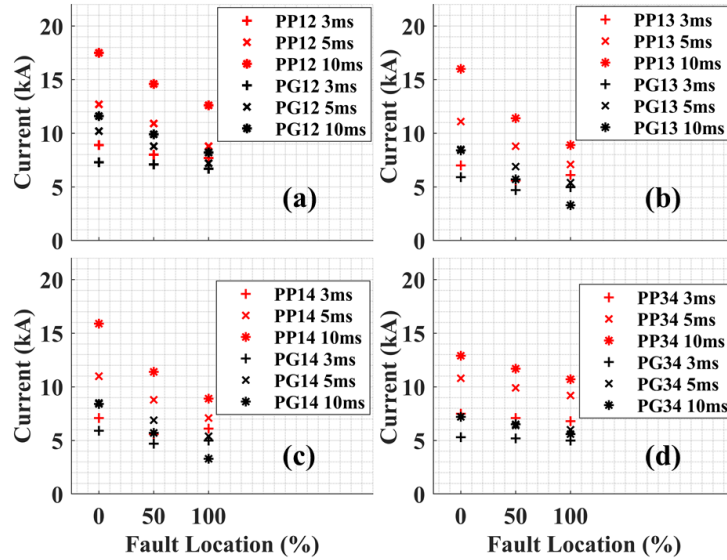 20
15
10
5
0
Current (kA)
PP12 3ms
PP12 5ms
PP12 10ms
PG12 3ms
PG12 5ms
PG12 10ms
(a)
20
15
10
5
0
Current (kA)
PP13 3ms
PP13 5ms
PP13 10ms
PG13 3ms
PG13 5ms
PG13 10ms
(b)
20
15
10
5
0
Current (kA)
PP14 3ms
PP14 5ms
PP14 10ms
PG14 3ms
PG14 5ms
PG14 10ms
(c)
0 50 100
Fault Location (%)
20
15
10
5
0
Current (kA)
PP34 3ms
PP34 5ms
PP34 10ms
PG34 3ms
PG34 5ms
PG34 10ms
(d)
0 50 100
Fault Location (%)